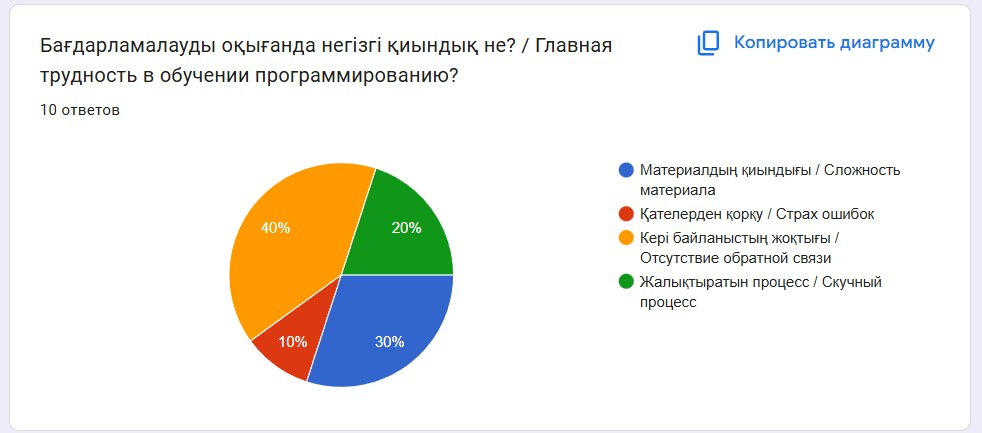 Бағдарламалауды оқығанда негізгі қиындық не? / Главная
трудность в обучении программированию?
Копировать диаграмму
10 ответов
40%
20%
10%
30%
Материалдың қиындығы / Сложность
материала
Қателерден қорқу / Страх ошибок
Кері байланыстың жоқтығы /
Отсутствие обратной связи
Жалықтыратын процесс / Скучный
процесс